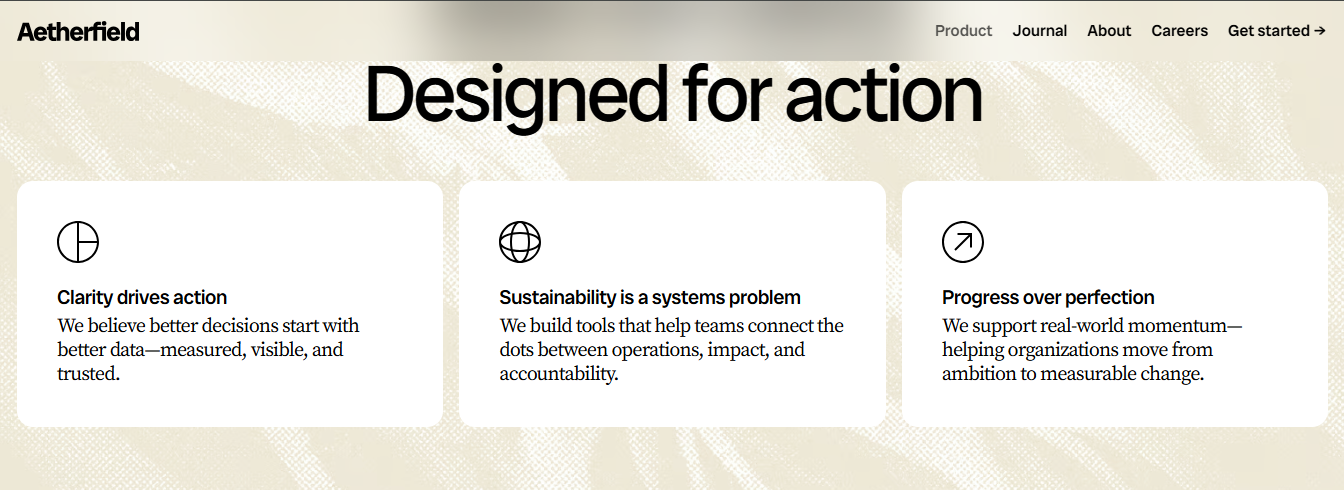 Aetherfield
Product Journal About Careers Get started →
Designed for action
Clarity drives action
We believe better decisions start with
better data—measured, visible, and
trusted.
Sustainability is a systems problem
We build tools that help teams connect the
dots between operations, impact, and
accountability.
Progress over perfection
We support real-world momentum—
helping organizations move from
ambition to measurable change.